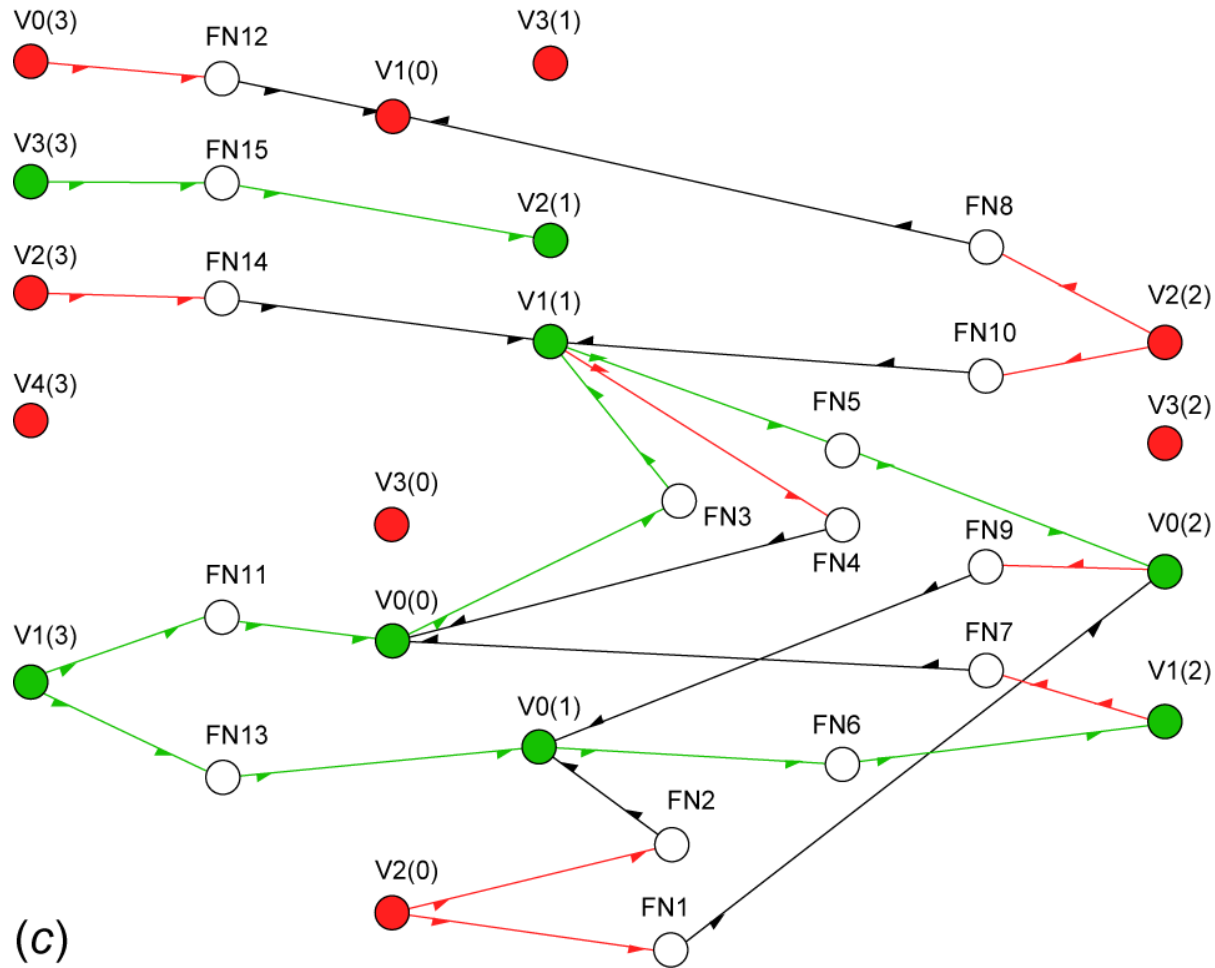 V0(3)
FN12
V3(1)
V1(0)
V3(3)
FN15
V2(1)
FN8
V2(3)
FN14
V1(1)
V2(2)
FN10
V4(3)
FN5
V3(2)
V3(0)
FN3
FN9
V0(2)
FN4
FN11
V0(0)
V1(3)
FN7
V1(2)
FN13
V0(1)
FN6
FN2
V2(0)
FN1
(c)